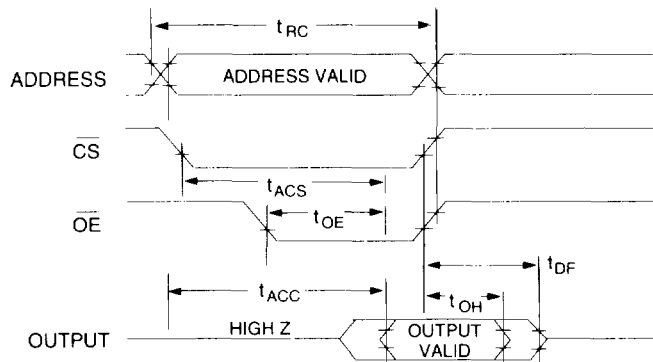 tRC
ADDRESS
ADDRESS VALID
CS
tACS
OE
tOE
tDF
tACC
tOH
OUTPUT
HIGH Z
OUTPUT
VALID